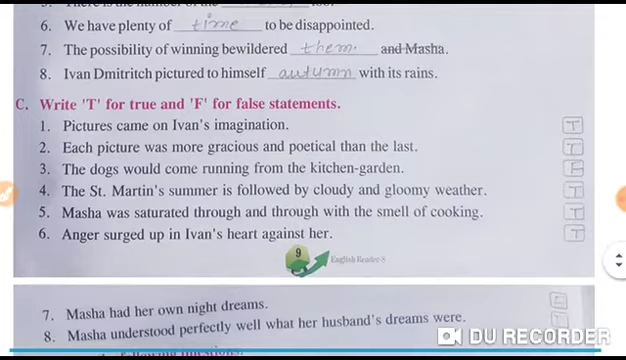 6. We have plenty of time to be disappointed.
7. The possibility of winning bewildered them. and Masha.
8. Ivan Dmitritch pictured to himself autumn with its rains.
C. Write 'T' for true and 'F' for false statements.
1. Pictures came on Ivan's imagination. T
2. Each picture was more gracious and poetical than the last. T
3. The dogs would come running from the kitchen-garden. F
4. The St. Martin's summer is followed by cloudy and gloomy weather. T
5. Masha was saturated through and through with the smell of cooking. T
6. Anger surged up in Ivan's heart against her. T
9 English Reader-8
7. Masha had her own night dreams.
8. Masha understood perfectly well what her husband's dreams were.
DU RECORDER